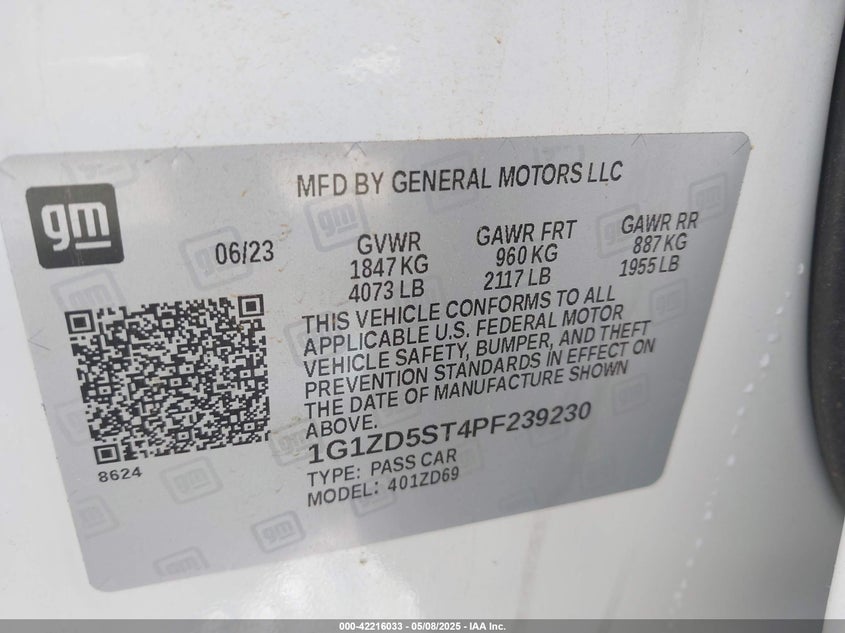 MFD BY GENERAL MOTORS LLC
gm
06/23
GVWR
1847 KG
4073 LB
GAWR FRT
960 KG
2117 LB
GAWR RR
887 KG
1955 LB
THIS VEHICLE CONFORMS TO ALL
APPLICABLE U.S. FEDERAL MOTOR
VEHICLE SAFETY, BUMPER, AND THEFT
PREVENTION STANDARDS IN EFFECT ON
THE DATE OF MANUFACTURE SHOWN
ABOVE.
1G1ZD5ST4PF239230
TYPE: PASS CAR
MODEL: 401ZD69
8624
000-42216033 - 05/08/2025 - IAA Inc.